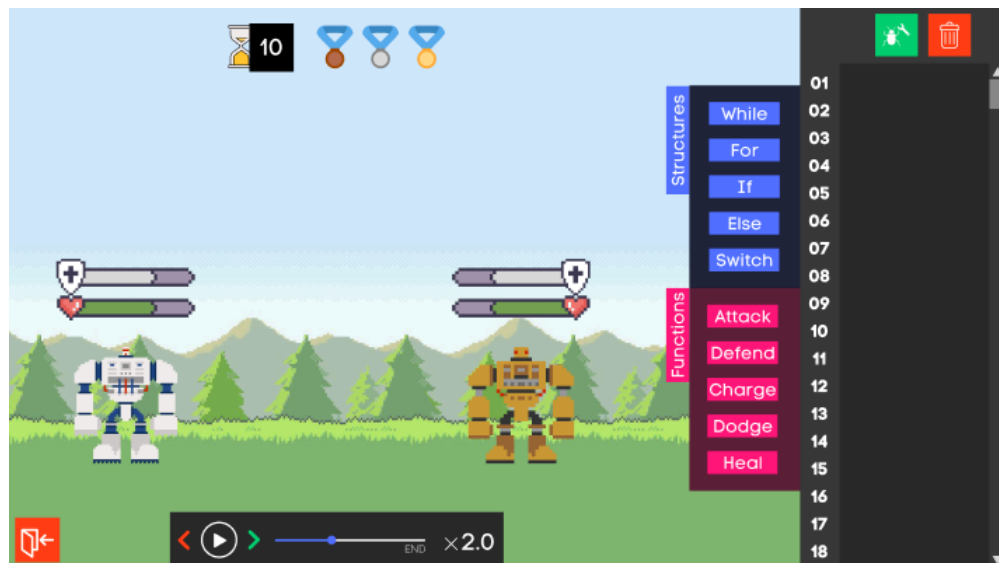 10
Structures
While
For
If
Else
Switch
Functions
Attack
Defend
Charge
Dodge
Heal
END
×2.0
01
02
03
04
05
06
07
08
09
10
11
12
13
14
15
16
17
18